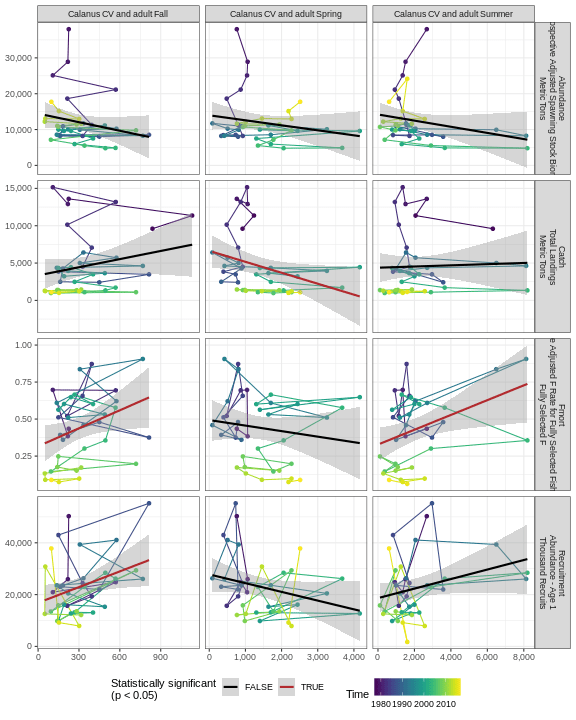 Calanus CV and adult Fall
Calanus CV and adult Spring
Calanus CV and adult Summer
30,000
20,000
10,000
0
Abundance
Adjusted Spawning Stock
Metric Tons
15,000
10,000
5,000
0
Catch
Total Landings
Metric Tons
1.00
0.75
0.50
0.25
Fmort
Adjusted F Rate for Fully Selected Fish
Fully Selected F
40,000
20,000
0
Recruitment
Abundance - Age 1
Thousand Recruits
0
300
600
900
0
1,000
2,000
3,000
4,000
0
2,000
4,000
6,000
8,000
Statistically significant
(p < 0.05)
FALSE
TRUE
Time
1980 1990 2000 2010